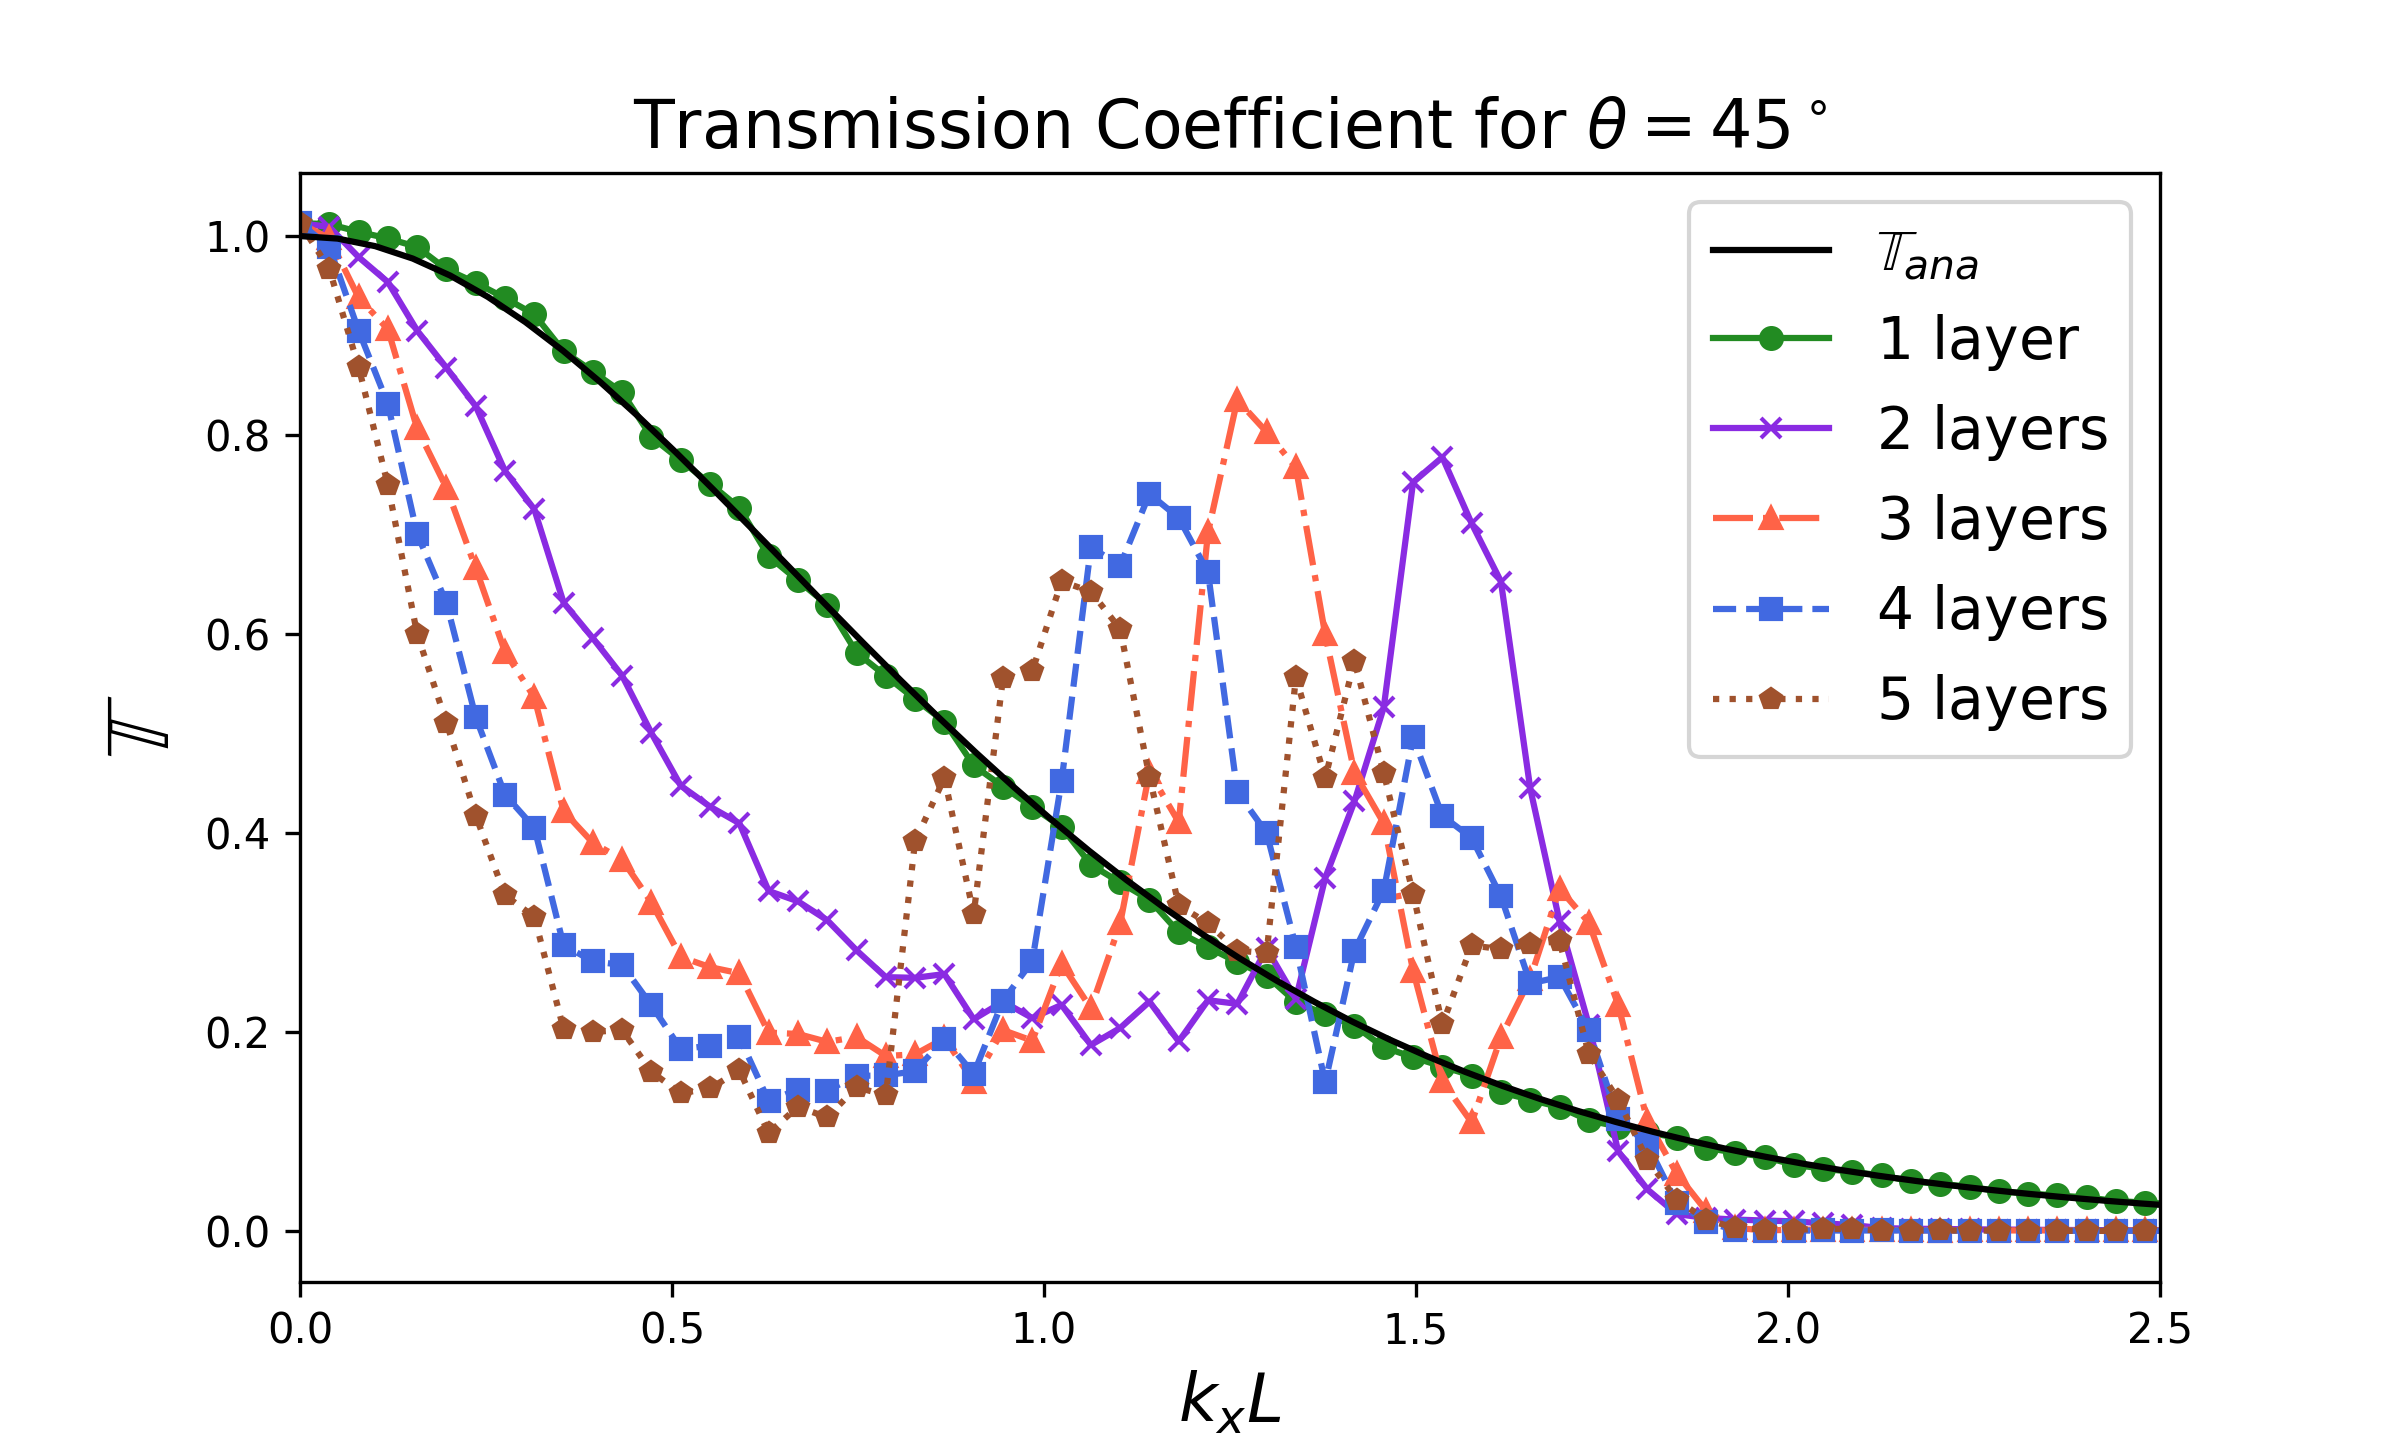 Transmission Coefficient for θ = 45°
𝕋
1.0
0.8
0.6
0.4
0.2
0.0
0.0 0.5 1.0 1.5 2.0 2.5
kₓL
𝕋ana
1 layer
2 layers
3 layers
4 layers
5 layers